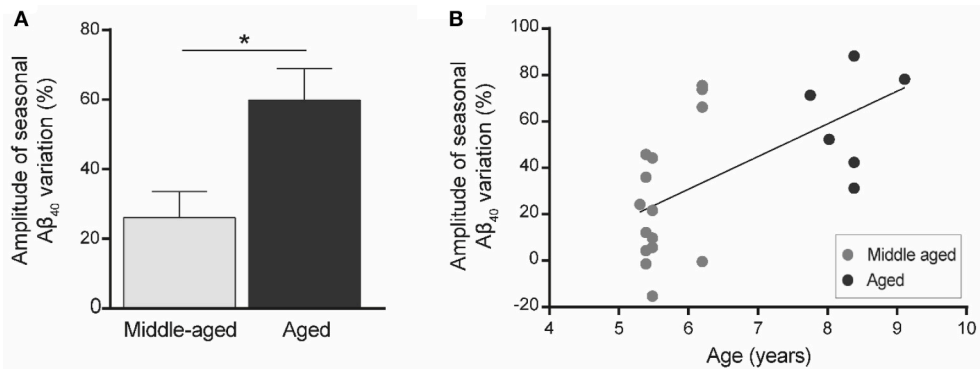 A
Amplitude of seasonal
Aβ₄₀ variation (%)
80
60
40
20
0
*
Middle-aged
Aged
B
Amplitude of seasonal
Aβ₄₀ variation (%)
100
80
60
40
20
0
-20
4
5
6
7
8
9
10
Age (years)
Middle aged
Aged